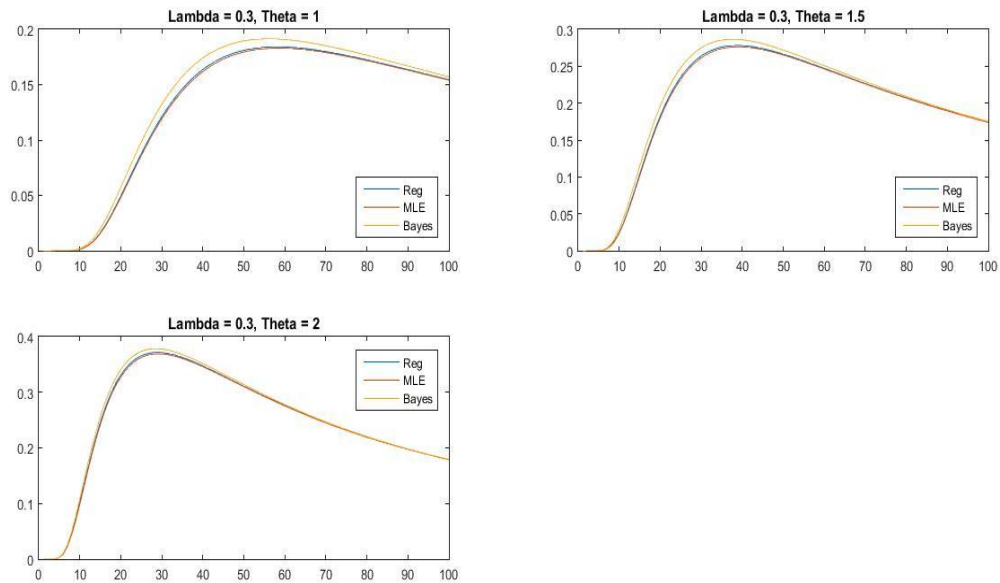 Lambda = 0.3, Theta = 1
0.2
0.15
0.1
0.05
0
0 10 20 30 40 50 60 70 80 90 100
Reg
MLE
Bayes
Lambda = 0.3, Theta = 1.5
0.3
0.25
0.2
0.15
0.1
0.05
0
0 10 20 30 40 50 60 70 80 90 100
Reg
MLE
Bayes
Lambda = 0.3, Theta = 2
0.4
0.3
0.2
0.1
0
0 10 20 30 40 50 60 70 80 90 100
Reg
MLE
Bayes